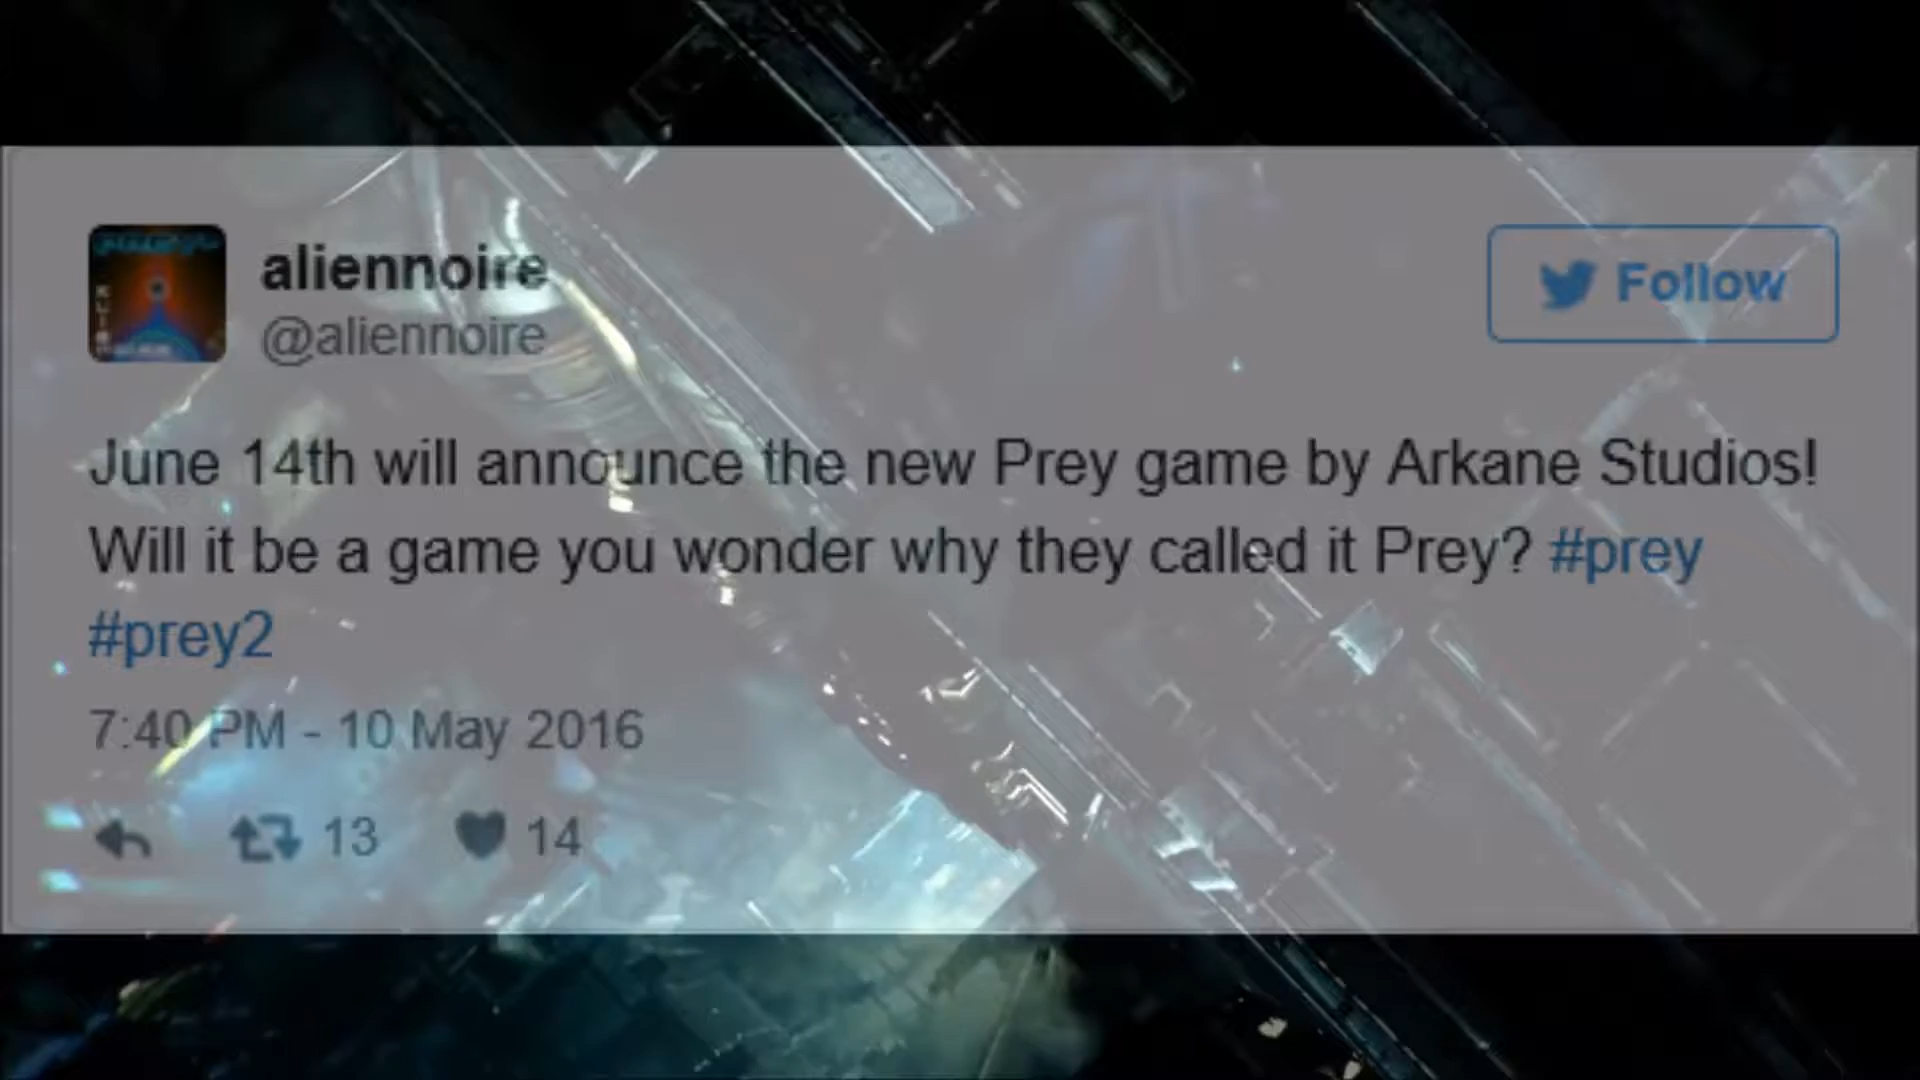 aliennoire
@aliennoire
Follow
June 14th will announce the new Prey game by Arkane Studios!
Will it be a game you wonder why they called it Prey? #prey
#prey2
7:40 PM - 10 May 2016
13 14